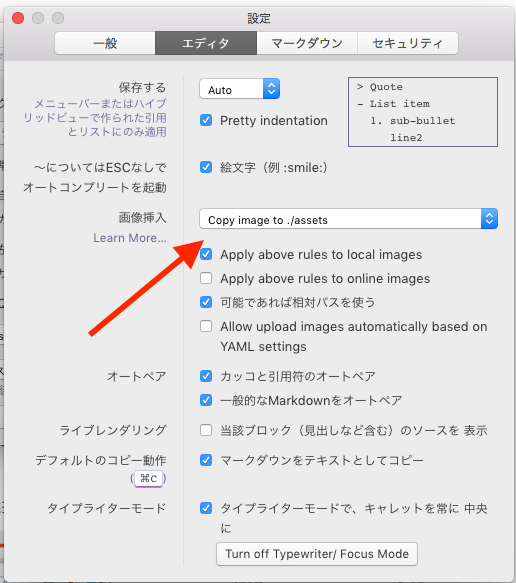 設定
一般
エディタ
マークダウン
セキュリティ
保存する
Auto
メニューバーまたはハイブ
リッドビューで作られた引用
とリストにのみ適用
Pretty indentation
> Quote
- List item
1. sub-bullet
line2
〜についてはESCなしで
オートコンプリートを起動
絵文字（例 :smile:）
画像挿入
Copy image to ./assets
Learn More...
Apply above rules to local images
Apply above rules to online images
可能であれば相対パスを使う
Allow upload images automatically based on
YAML settings
オートペア
カッコと引用符のオートペア
一般的なMarkdownをオートペア
ライブレンダリング
当該ブロック（見出しなど含む）のソースを 表示
デフォルトのコピー動作
(⌘C)
マークダウンをテキストとしてコピー
タイプライターモード
タイプライターモードで、キャレットを常に 中央
に
Turn off Typewriter/ Focus Mode